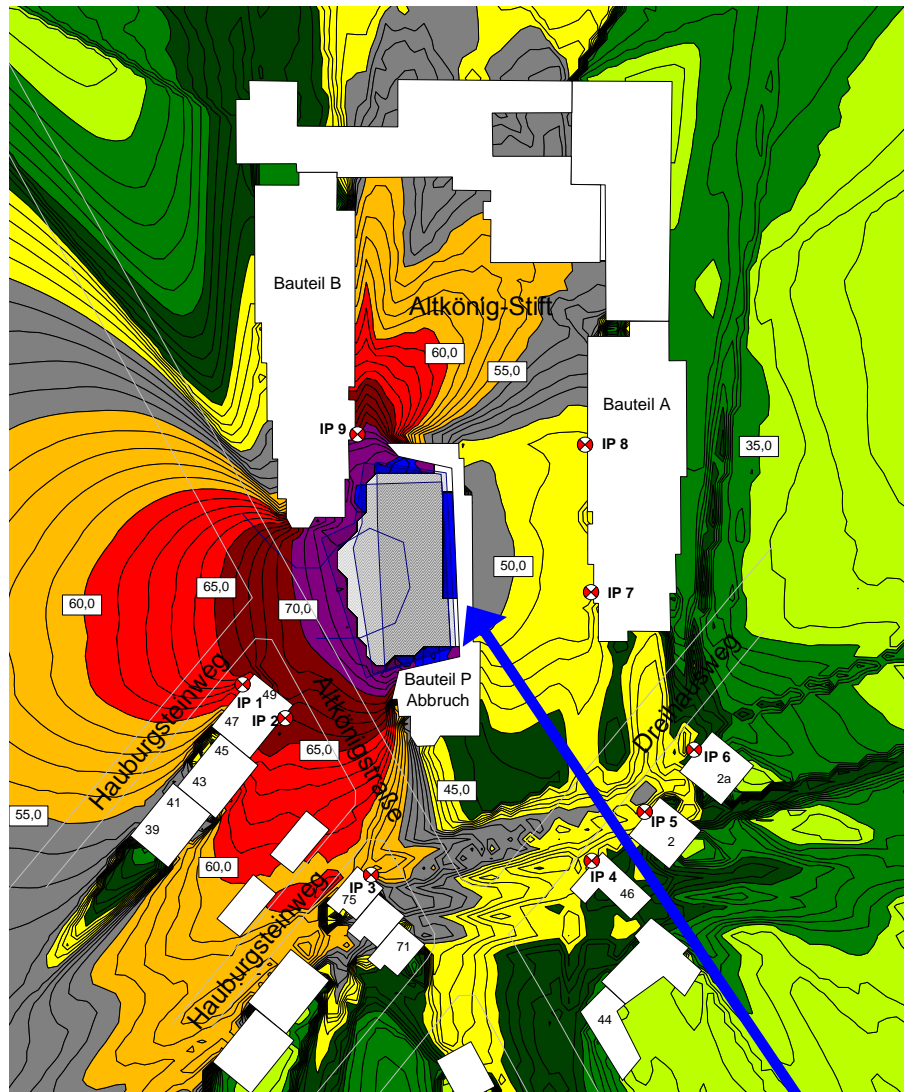 Bauteil B
Altkönig-Stift
60,0
55,0
Bauteil A
IP 9
IP 8
35,0
50,0
65,0
60,0
70,0
IP 7
Bauteil P
Abbruch
Dreihausweg
Hauburgsteinweg
Altkönigstraße
IP 1
49
IP 2
47
45
43
41
39
65,0
45,0
IP 6
2a
IP 5
2
55,0
60,0
IP 3
75
71
IP 4
46
Hauburgsteinweg
44